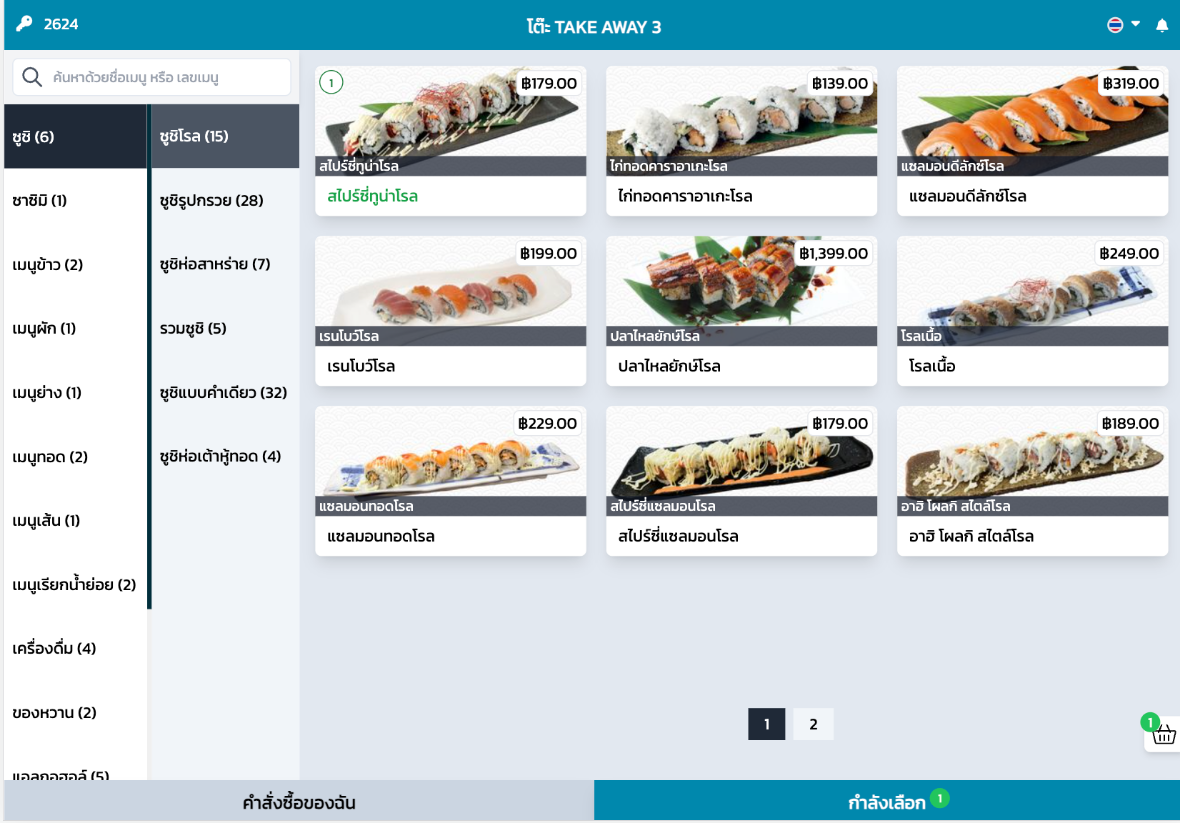 2624
โต๊ะ TAKE AWAY 3
ค้นหาด้วยชื่อเมนู หรือ เลขเมนู
ซูชิ (6)
ซาชิมิ (1)
เมนูข้าว (2)
เมนูผัก (1)
เมนูย่าง (1)
เมนูทอด (2)
เมนูเส้น (1)
เมนูเรียกน้ำย่อย (2)
เครื่องดื่ม (4)
ของหวาน (2)
แอลกอฮอล์ (5)
ซูชิโรล (15)
ซูชิรูปกรวย (28)
ซูชิห่อสาหร่าย (7)
รวมซูชิ (5)
ซูชิแบบคำเดียว (32)
ซูชิห่อเต้าหู้ทอด (4)
1
฿179.00
สไปร์ซี่ทูน่าโรล
สไปร์ซี่ทูน่าโรล
฿139.00
ไก่ทอดคาราอาเกะโรล
ไก่ทอดคาราอาเกะโรล
฿319.00
แซลมอนดีลักซ์โรล
แซลมอนดีลักซ์โรล
฿199.00
เรนโบว์โรล
เรนโบว์โรล
฿1,399.00
ปลาไหลยักษ์โรล
ปลาไหลยักษ์โรล
฿249.00
โรลเนื้อ
โรลเนื้อ
฿229.00
แซลมอนทอดโรล
แซลมอนทอดโรล
฿179.00
สไปร์ซี่แซลมอนโรล
สไปร์ซี่แซลมอนโรล
฿189.00
อาฮิ โผลกิ สไตล์โรล
อาฮิ โผลกิ สไตล์โรล
1
2
1
คำสั่งซื้อของฉัน
กำลังเลือก 1